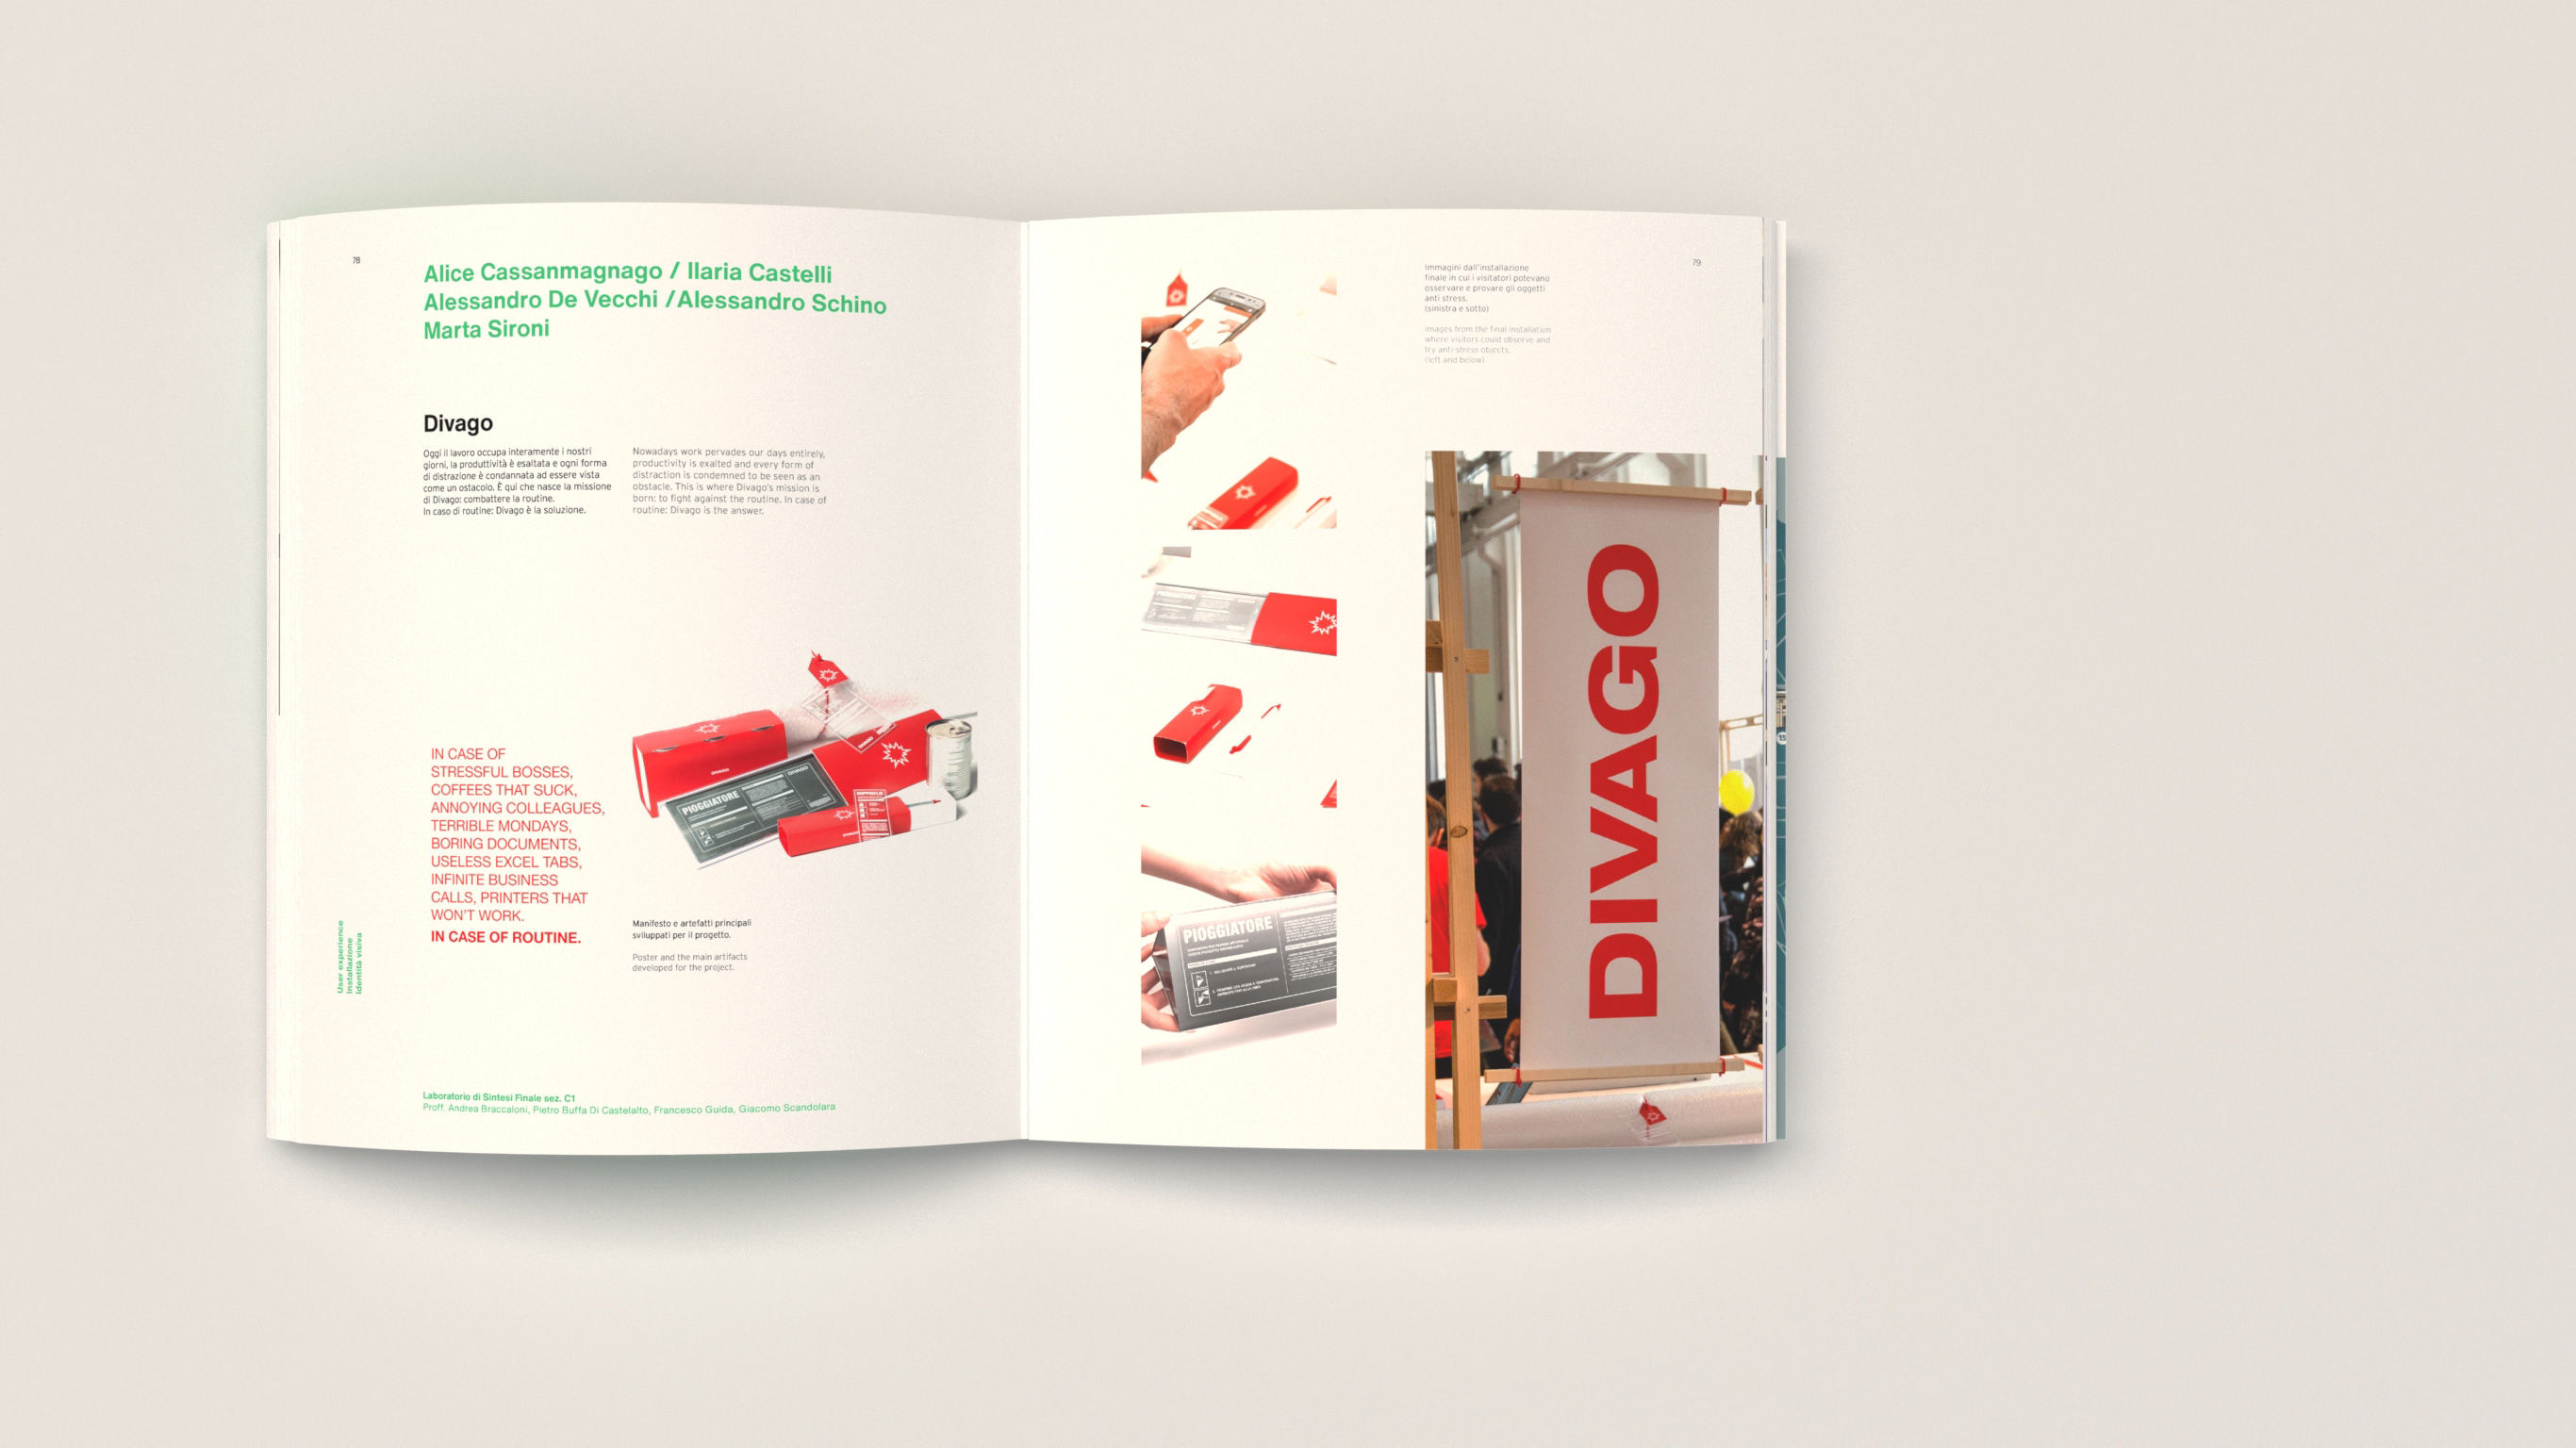 78
Alice Cassanmagnago / Ilaria Castelli
Alessandro De Vecchi / Alessandro Schino
Marta Sironi
Divago
Oggi il lavoro occupa interamente i nostri
giorni, la produttività è esaltata e ogni forma
di distrazione è condannata ad essere vista
come un ostacolo. È qui che nasce la missione
di Divago: combattere la routine.
In caso di routine: Divago è la soluzione.
Nowadays work pervades our days entirely,
productivity is exalted and every form of
distraction is condemned to be seen as an
obstacle. This is where Divago's mission is
born: to fight against the routine. In case of
routine: Divago is the answer.
IN CASE OF
STRESSFUL BOSSES,
COFFEES THAT SUCK,
ANNOYING COLLEAGUES,
TERRIBLE MONDAYS,
BORING DOCUMENTS,
USELESS EXCEL TABS,
INFINITE BUSINESS
CALLS, PRINTERS THAT
WON'T WORK.
IN CASE OF ROUTINE.
PIOGGIATORE
DIVAGO
Manifesto e artefatti principali
sviluppati per il progetto.
Poster and the main artifacts
developed for the project.
User experience
Installazione
Identità visiva
Laboratorio di Sintesi Finale sez. C1
Proff. Andrea Braccaloni, Pietro Buffa Di Castelalto, Francesco Guida, Giacomo Scandolara
Immagini dall'installazione
finale in cui i visitatori potevano
osservare e provare gli oggetti
anti stress.
(sinistra e sotto)
Images from the final installation
where visitors could observe and
try anti-stress objects.
(left and below)
79
PIOGGIATORE
DIVAGO